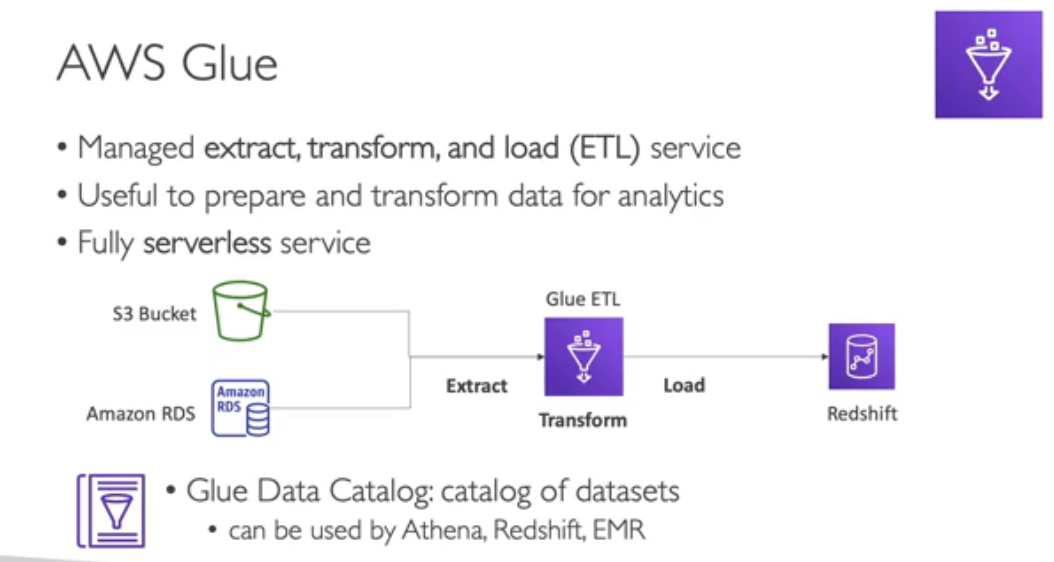 AWS Glue
• Managed extract, transform, and load (ETL) service
• Useful to prepare and transform data for analytics
• Fully serverless service
S3 Bucket
Glue ETL
Amazon
RDS
Amazon RDS
Extract
Transform
Load
Redshift
• Glue Data Catalog: catalog of datasets
• can be used by Athena, Redshift, EMR